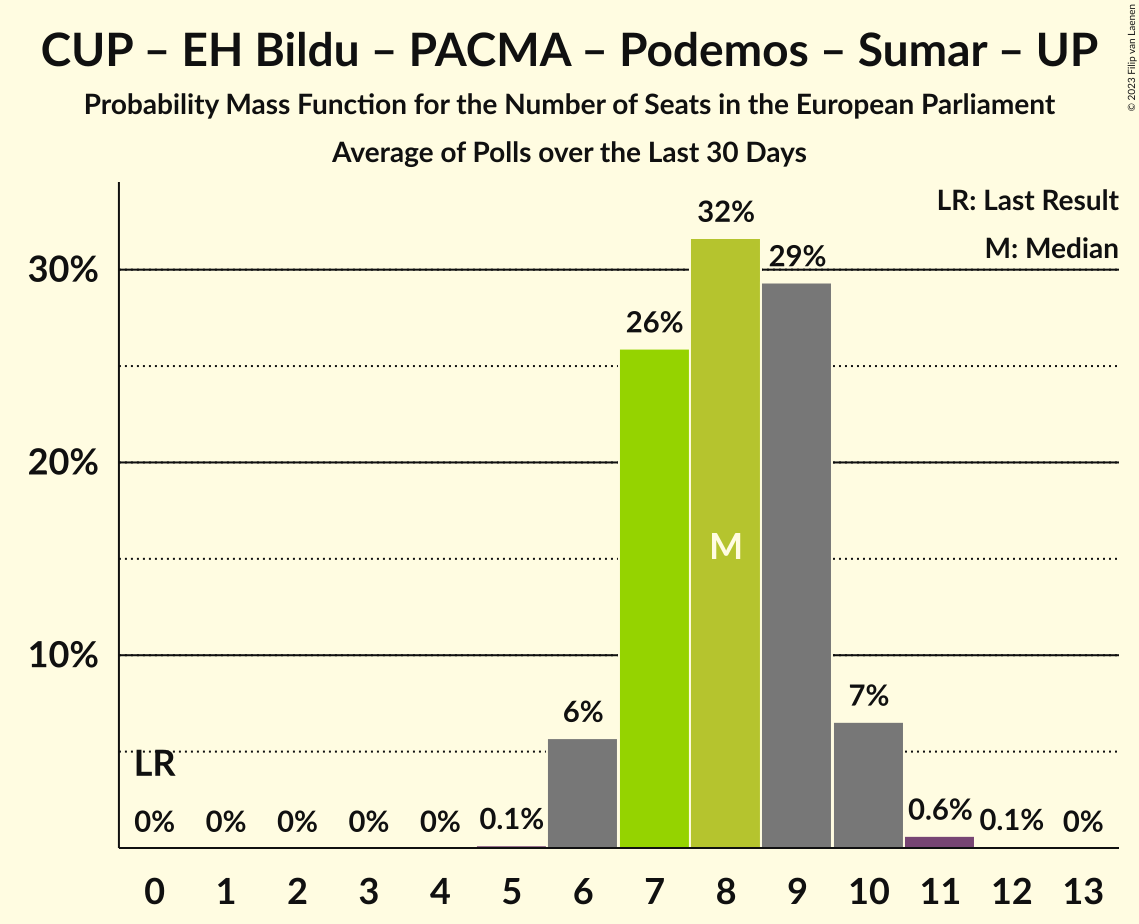 CUP – EH Bildu – PACMA – Podemos – Sumar – UP
Probability Mass Function for the Number of Seats in the European Parliament
Average of Polls over the Last 30 Days
© 2023 Filip van Laenen
LR: Last Result
M: Median
30%
20%
10%
LR
0%
0%
0%
0%
0%
0.1%
6%
26%
32%
M
29%
7%
0.6%
0.1%
0%
0 1 2 3 4 5 6 7 8 9 10 11 12 13